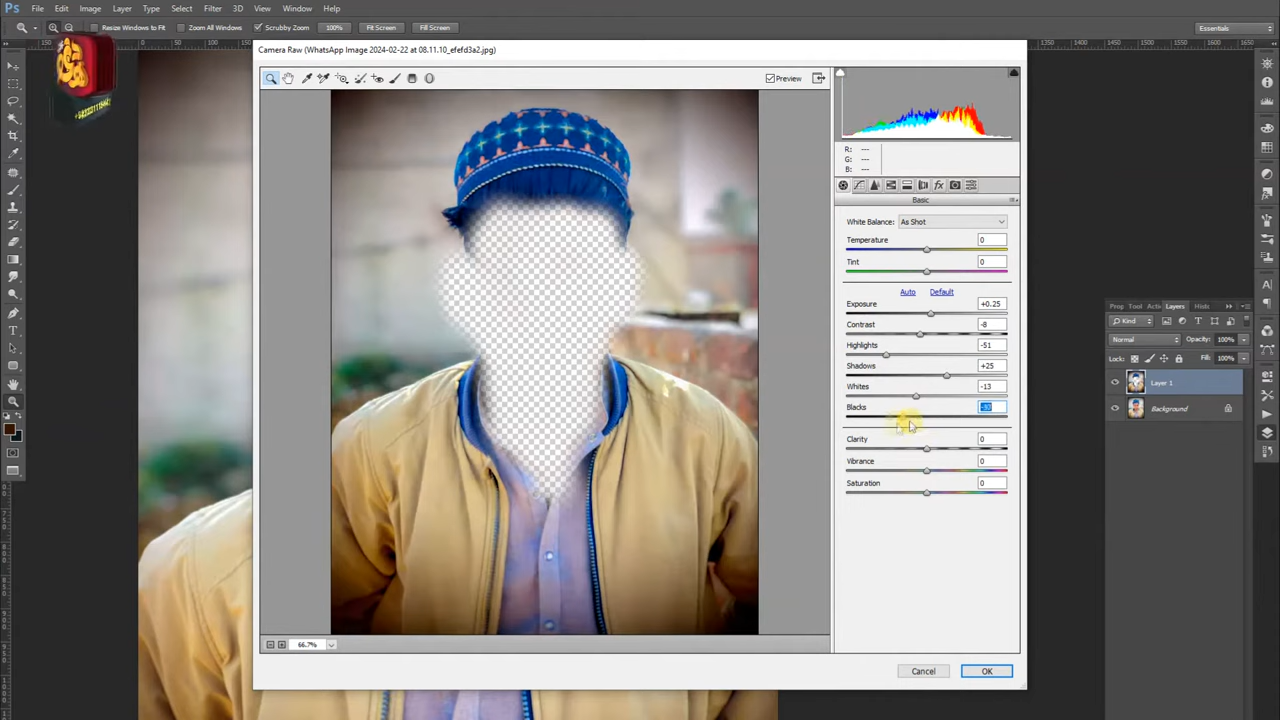 Ps File Edit Image Layer Type Select Filter 3D View Window Help
Resize Windows to Fit Zoom All Windows Scrubby Zoom 100% Fit Screen Fill Screen Essentials
Camera Raw (WhatsApp Image 2024-02-22 at 08.11.10_efefd3a2.jpg)
Preview
R: ---
G: ---
B: ---
Basic
White Balance: As Shot
Temperature 0
Tint 0
Auto Default
Exposure +0.25
Contrast -8
Highlights -51
Shadows +25
Whites -13
Blacks
Clarity 0
Vibrance 0
Saturation 0
66.7%
Cancel OK
Prop Tool Acti Layers Histo
Kind
Normal Opacity: 100%
Lock: Fill: 100%
Layer 1
Background